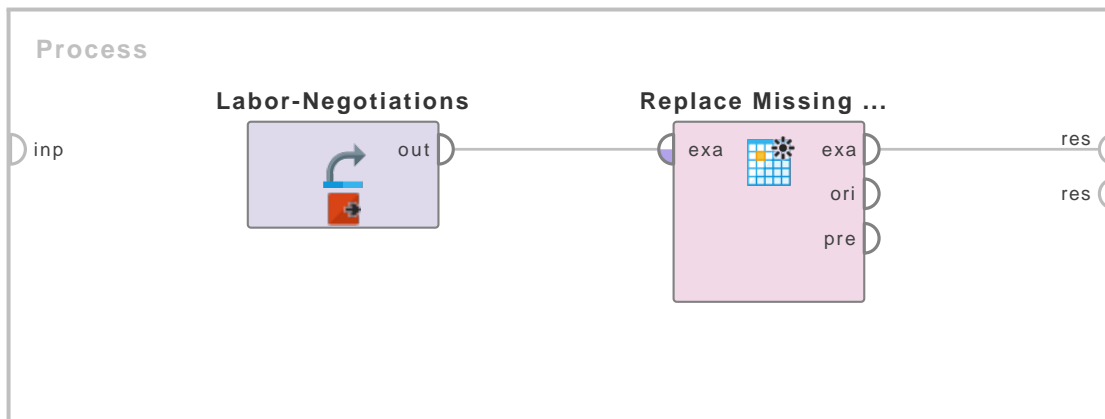 Process
Labor-Negotiations
Replace Missing ...
inp
out
exa
exa
res
ori
res
pre